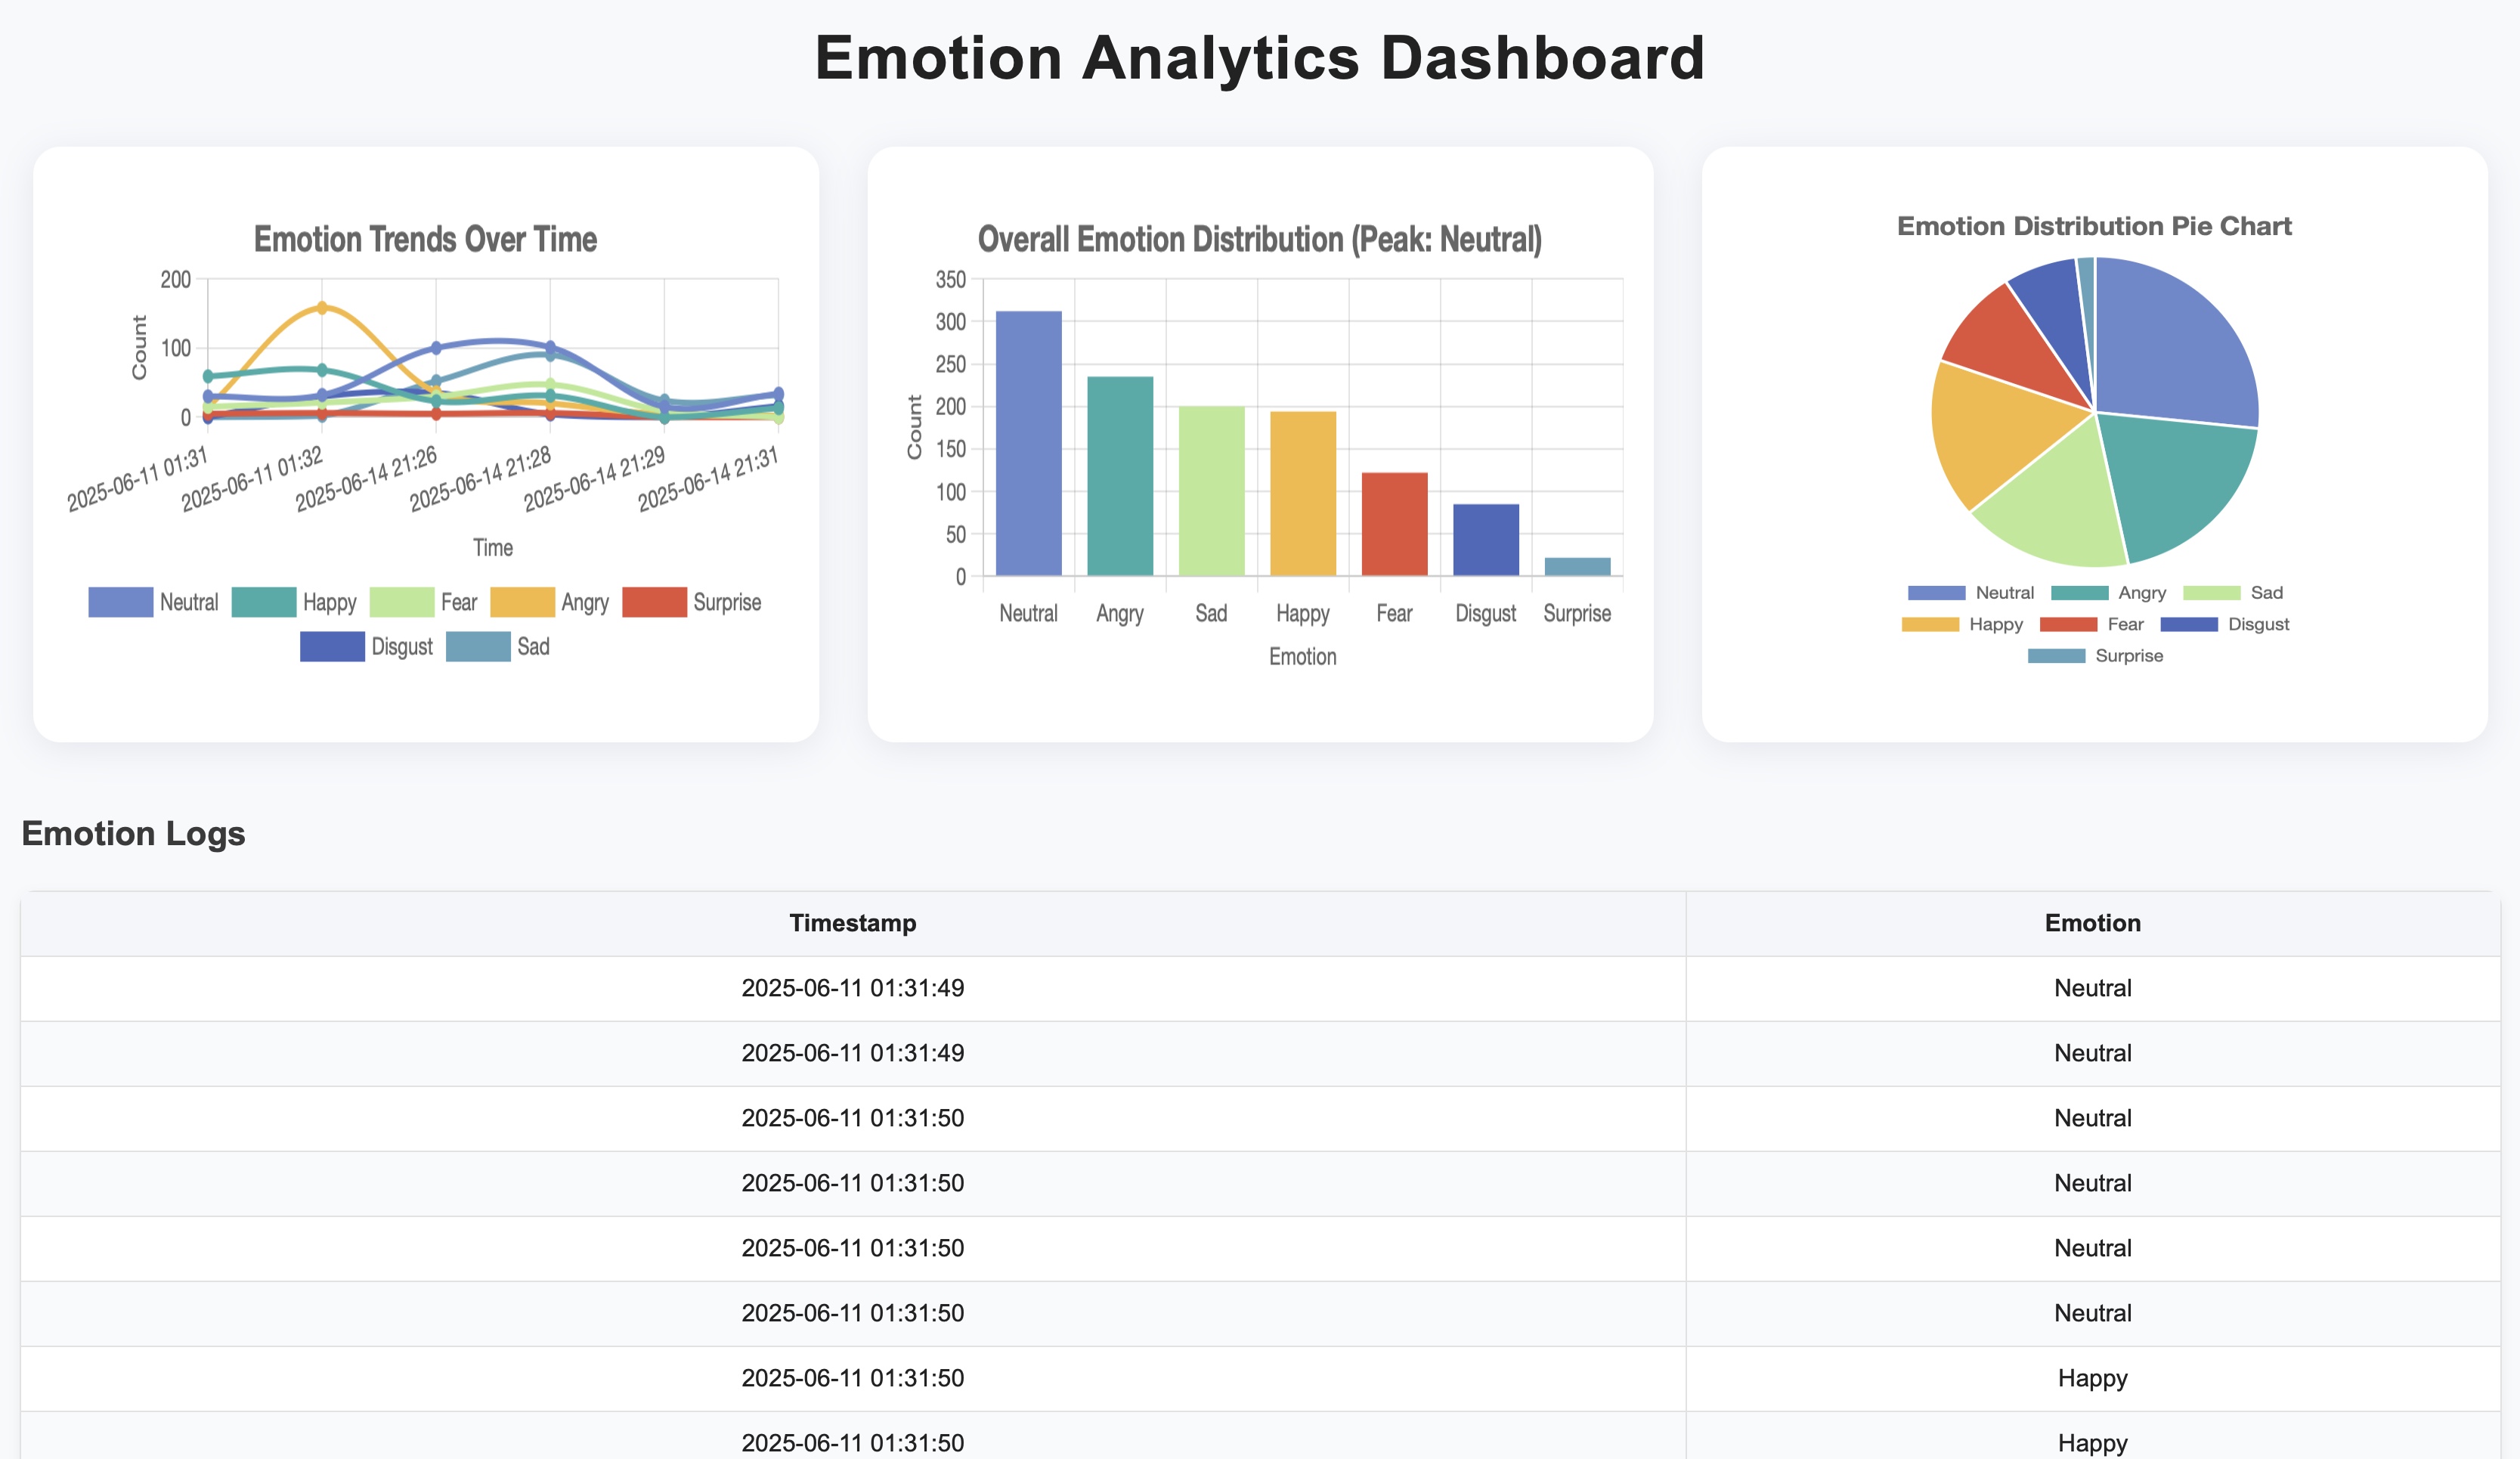 Emotion Analytics Dashboard
Emotion Trends Over Time
200
100
0
Count
2025-06-11 01:31
2025-06-11 01:32
2025-06-14 21:26
2025-06-14 21:28
2025-06-14 21:29
2025-06-14 21:31
Time
Neutral Happy Fear Angry Surprise
Disgust Sad
Overall Emotion Distribution (Peak: Neutral)
350
300
250
200
150
100
50
0
Count
Neutral Angry Sad Happy Fear Disgust Surprise
Emotion
Emotion Distribution Pie Chart
Neutral Angry Sad
Happy Fear Disgust
Surprise
Emotion Logs
Timestamp Emotion
2025-06-11 01:31:49 Neutral
2025-06-11 01:31:49 Neutral
2025-06-11 01:31:50 Neutral
2025-06-11 01:31:50 Neutral
2025-06-11 01:31:50 Neutral
2025-06-11 01:31:50 Neutral
2025-06-11 01:31:50 Happy
2025-06-11 01:31:50 Happy